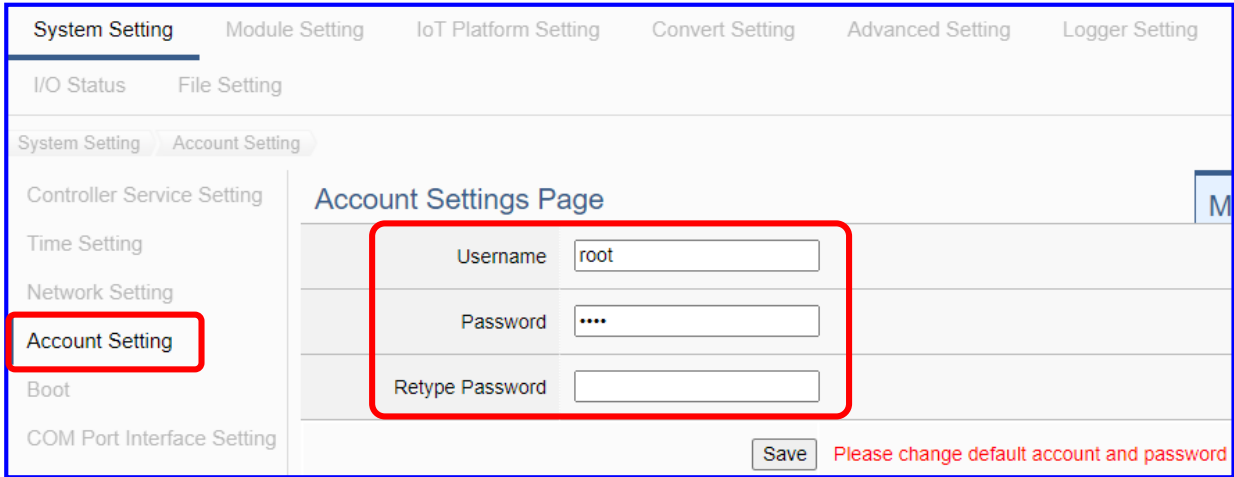 System Setting Module Setting IoT Platform Setting Convert Setting Advanced Setting Logger Setting
I/O Status File Setting
System Setting Account Setting
Controller Service Setting
Time Setting
Network Setting
Account Setting
Boot
COM Port Interface Setting
Account Settings Page
M
Username root
Password ••••
Retype Password
Save Please change default account and password